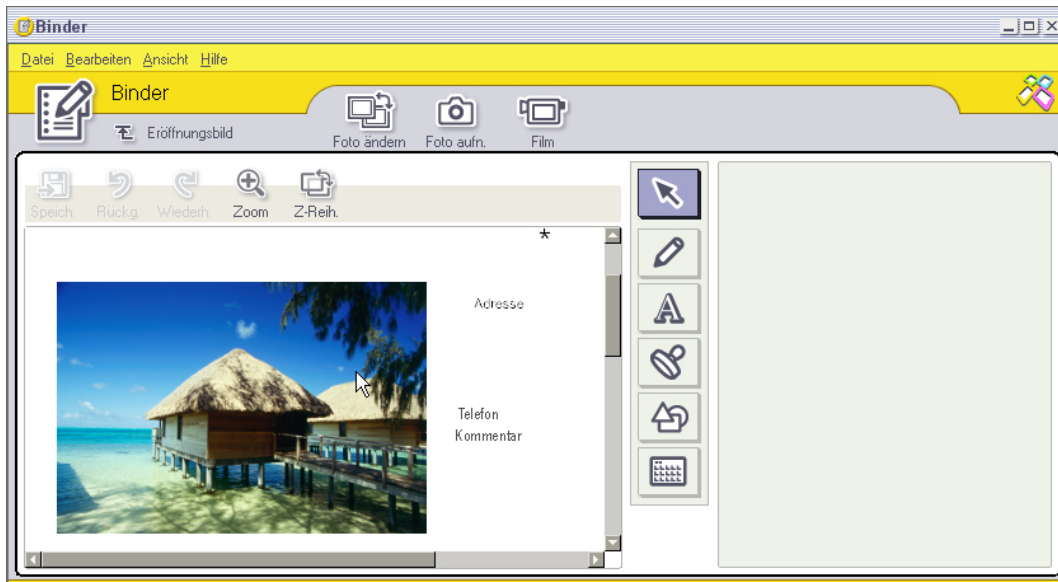 Binder
Datei Bearbeiten Ansicht Hilfe
Binder
Eröffnungsbild
Foto ändern Foto aufn. Film
Speich. Rückg. Wiederh. Zoom Z-Reih.
*
Adresse
Telefon
Kommentar